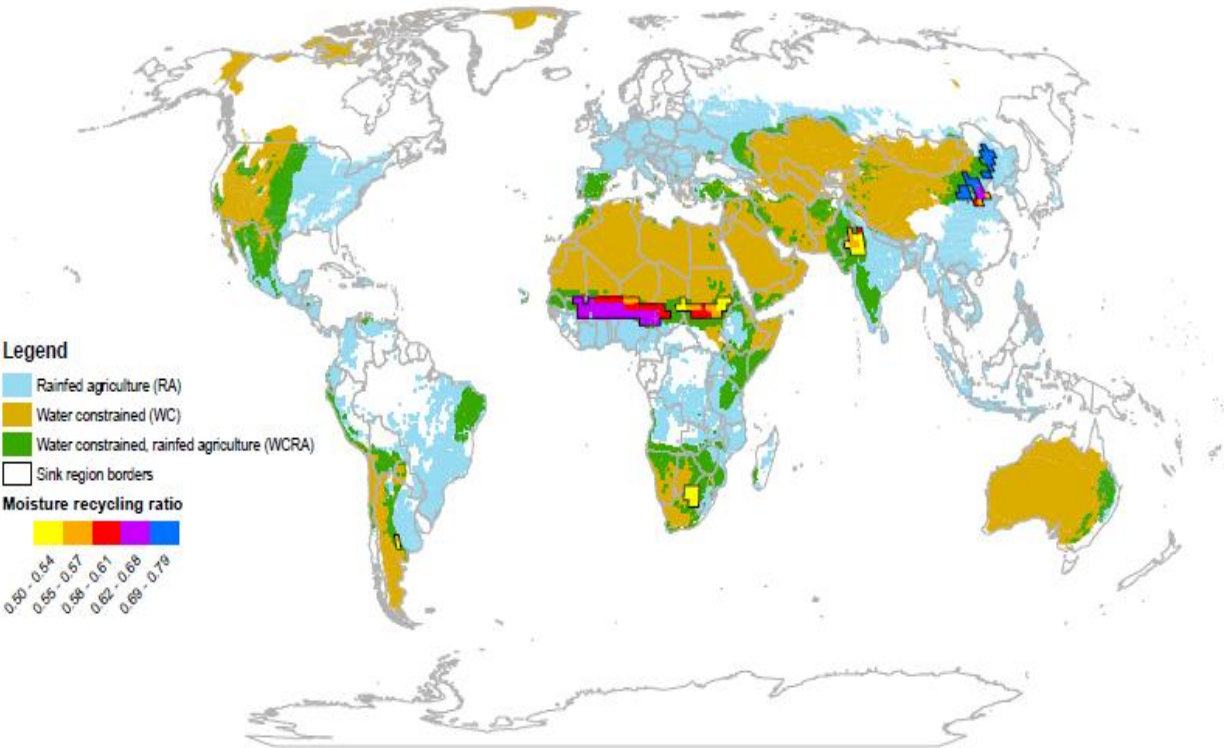 Legend
Rainfed agriculture (RA)
Water constrained (WC)
Water constrained, rainfed agriculture (WCRA)
Sink region borders
Moisture recycling ratio
0.50 - 0.54
0.55 - 0.57
0.58 - 0.61
0.62 - 0.68
0.69 - 0.79